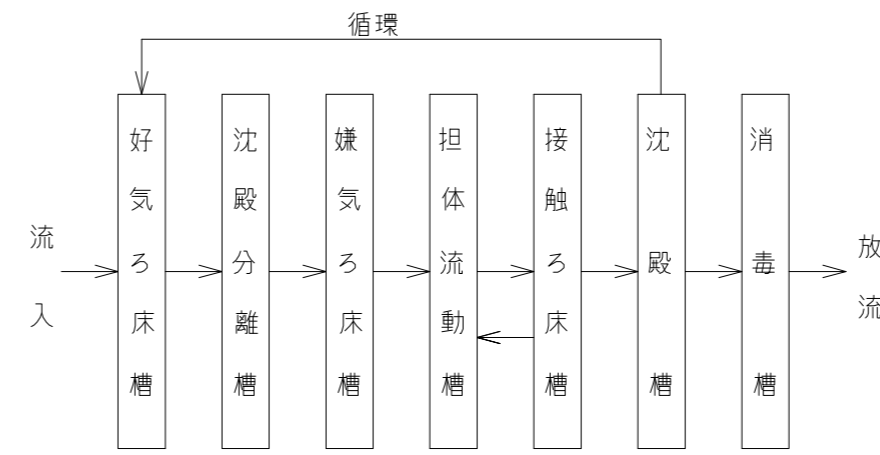 循環
流入
好気ろ床槽
沈殿分離槽
嫌気ろ床槽
担体流動槽
接触ろ床槽
沈殿槽
消毒槽
放流